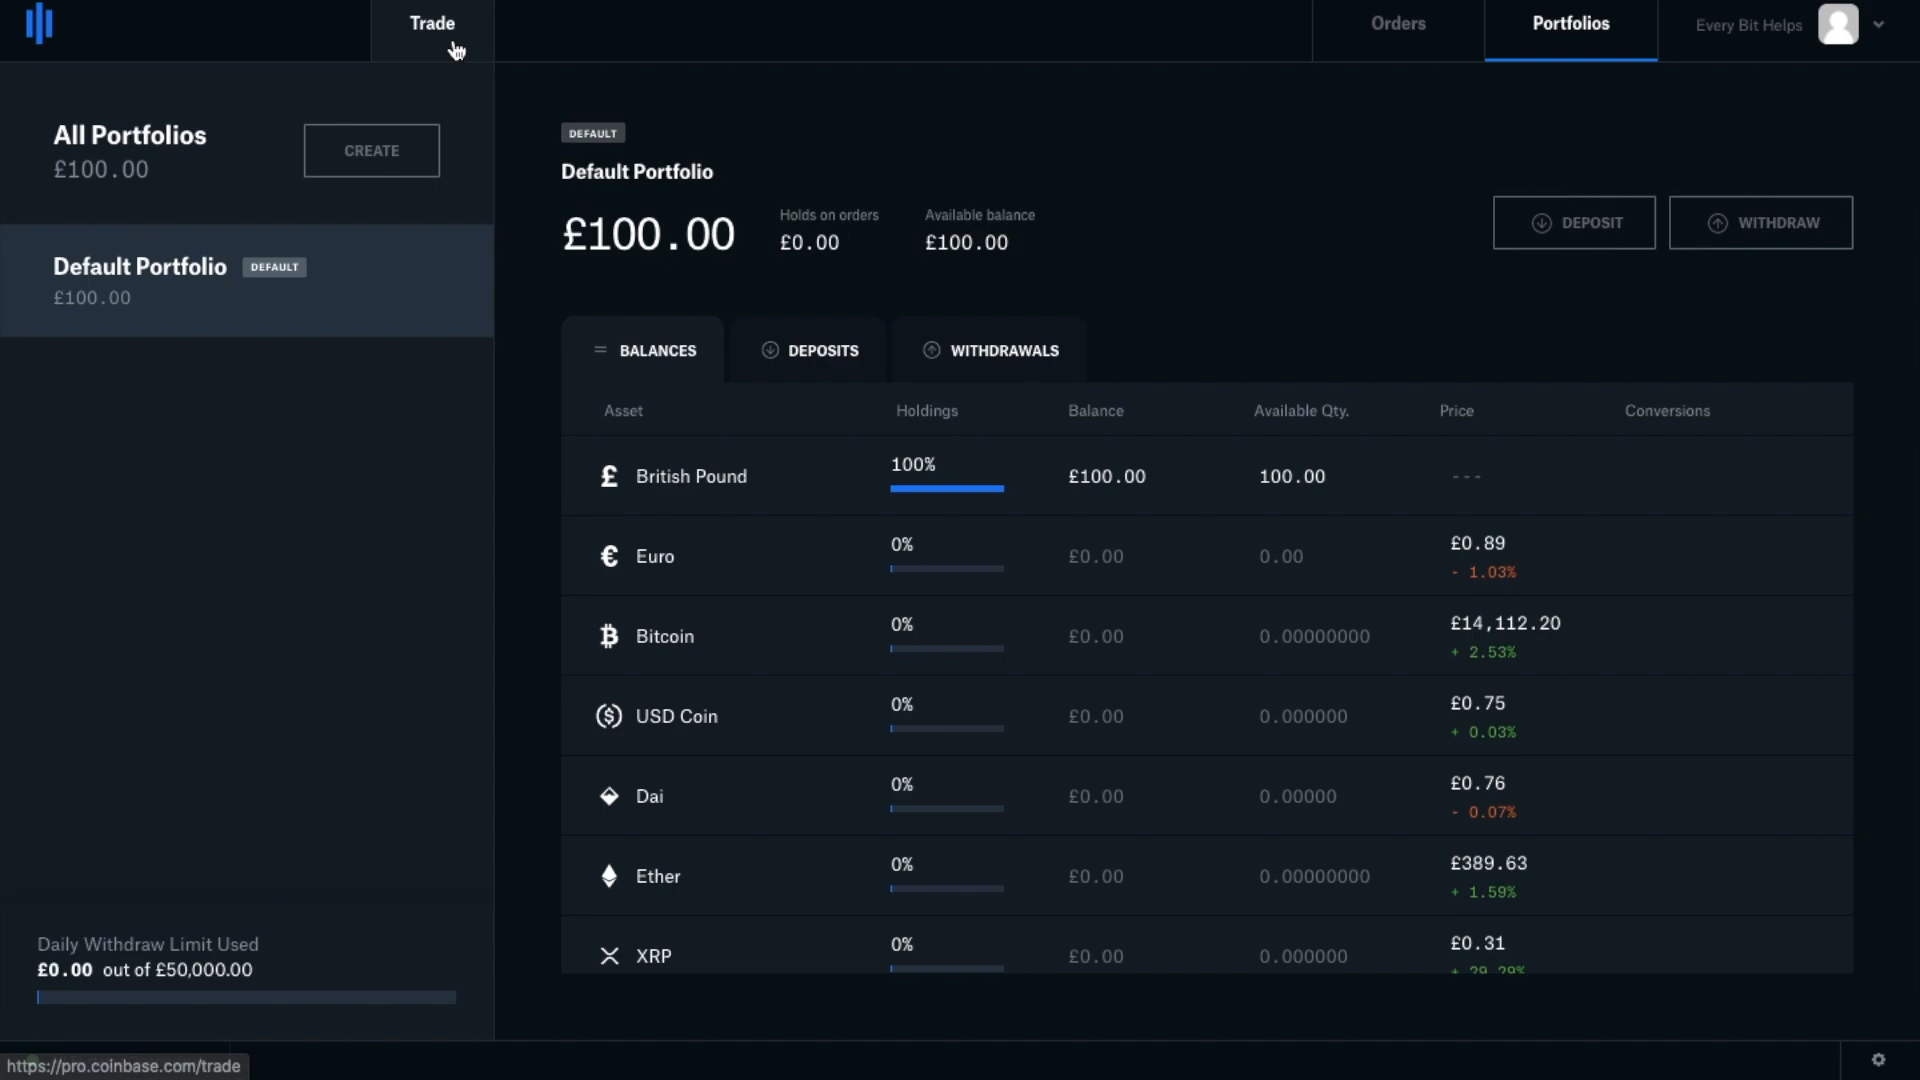 Trade
Orders
Portfolios
Every Bit Helps
All Portfolios
£100.00
CREATE
Default Portfolio DEFAULT
£100.00
Daily Withdraw Limit Used
£0.00 out of £50,000.00
DEFAULT
Default Portfolio
£100.00
Holds on orders
£0.00
Available balance
£100.00
DEPOSIT
WITHDRAW
BALANCES
DEPOSITS
WITHDRAWALS
Asset Holdings Balance Available Qty. Price Conversions
British Pound 100% £100.00 100.00 ---
Euro 0% £0.00 0.00 £0.89
- 1.03%
Bitcoin 0% £0.00 0.00000000 £14,112.20
+ 2.53%
USD Coin 0% £0.00 0.000000 £0.75
+ 0.03%
Dai 0% £0.00 0.00000 £0.76
- 0.07%
Ether 0% £0.00 0.00000000 £389.63
+ 1.59%
XRP 0% £0.00 0.000000 £0.31
+ 29.29%
https://pro.coinbase.com/trade